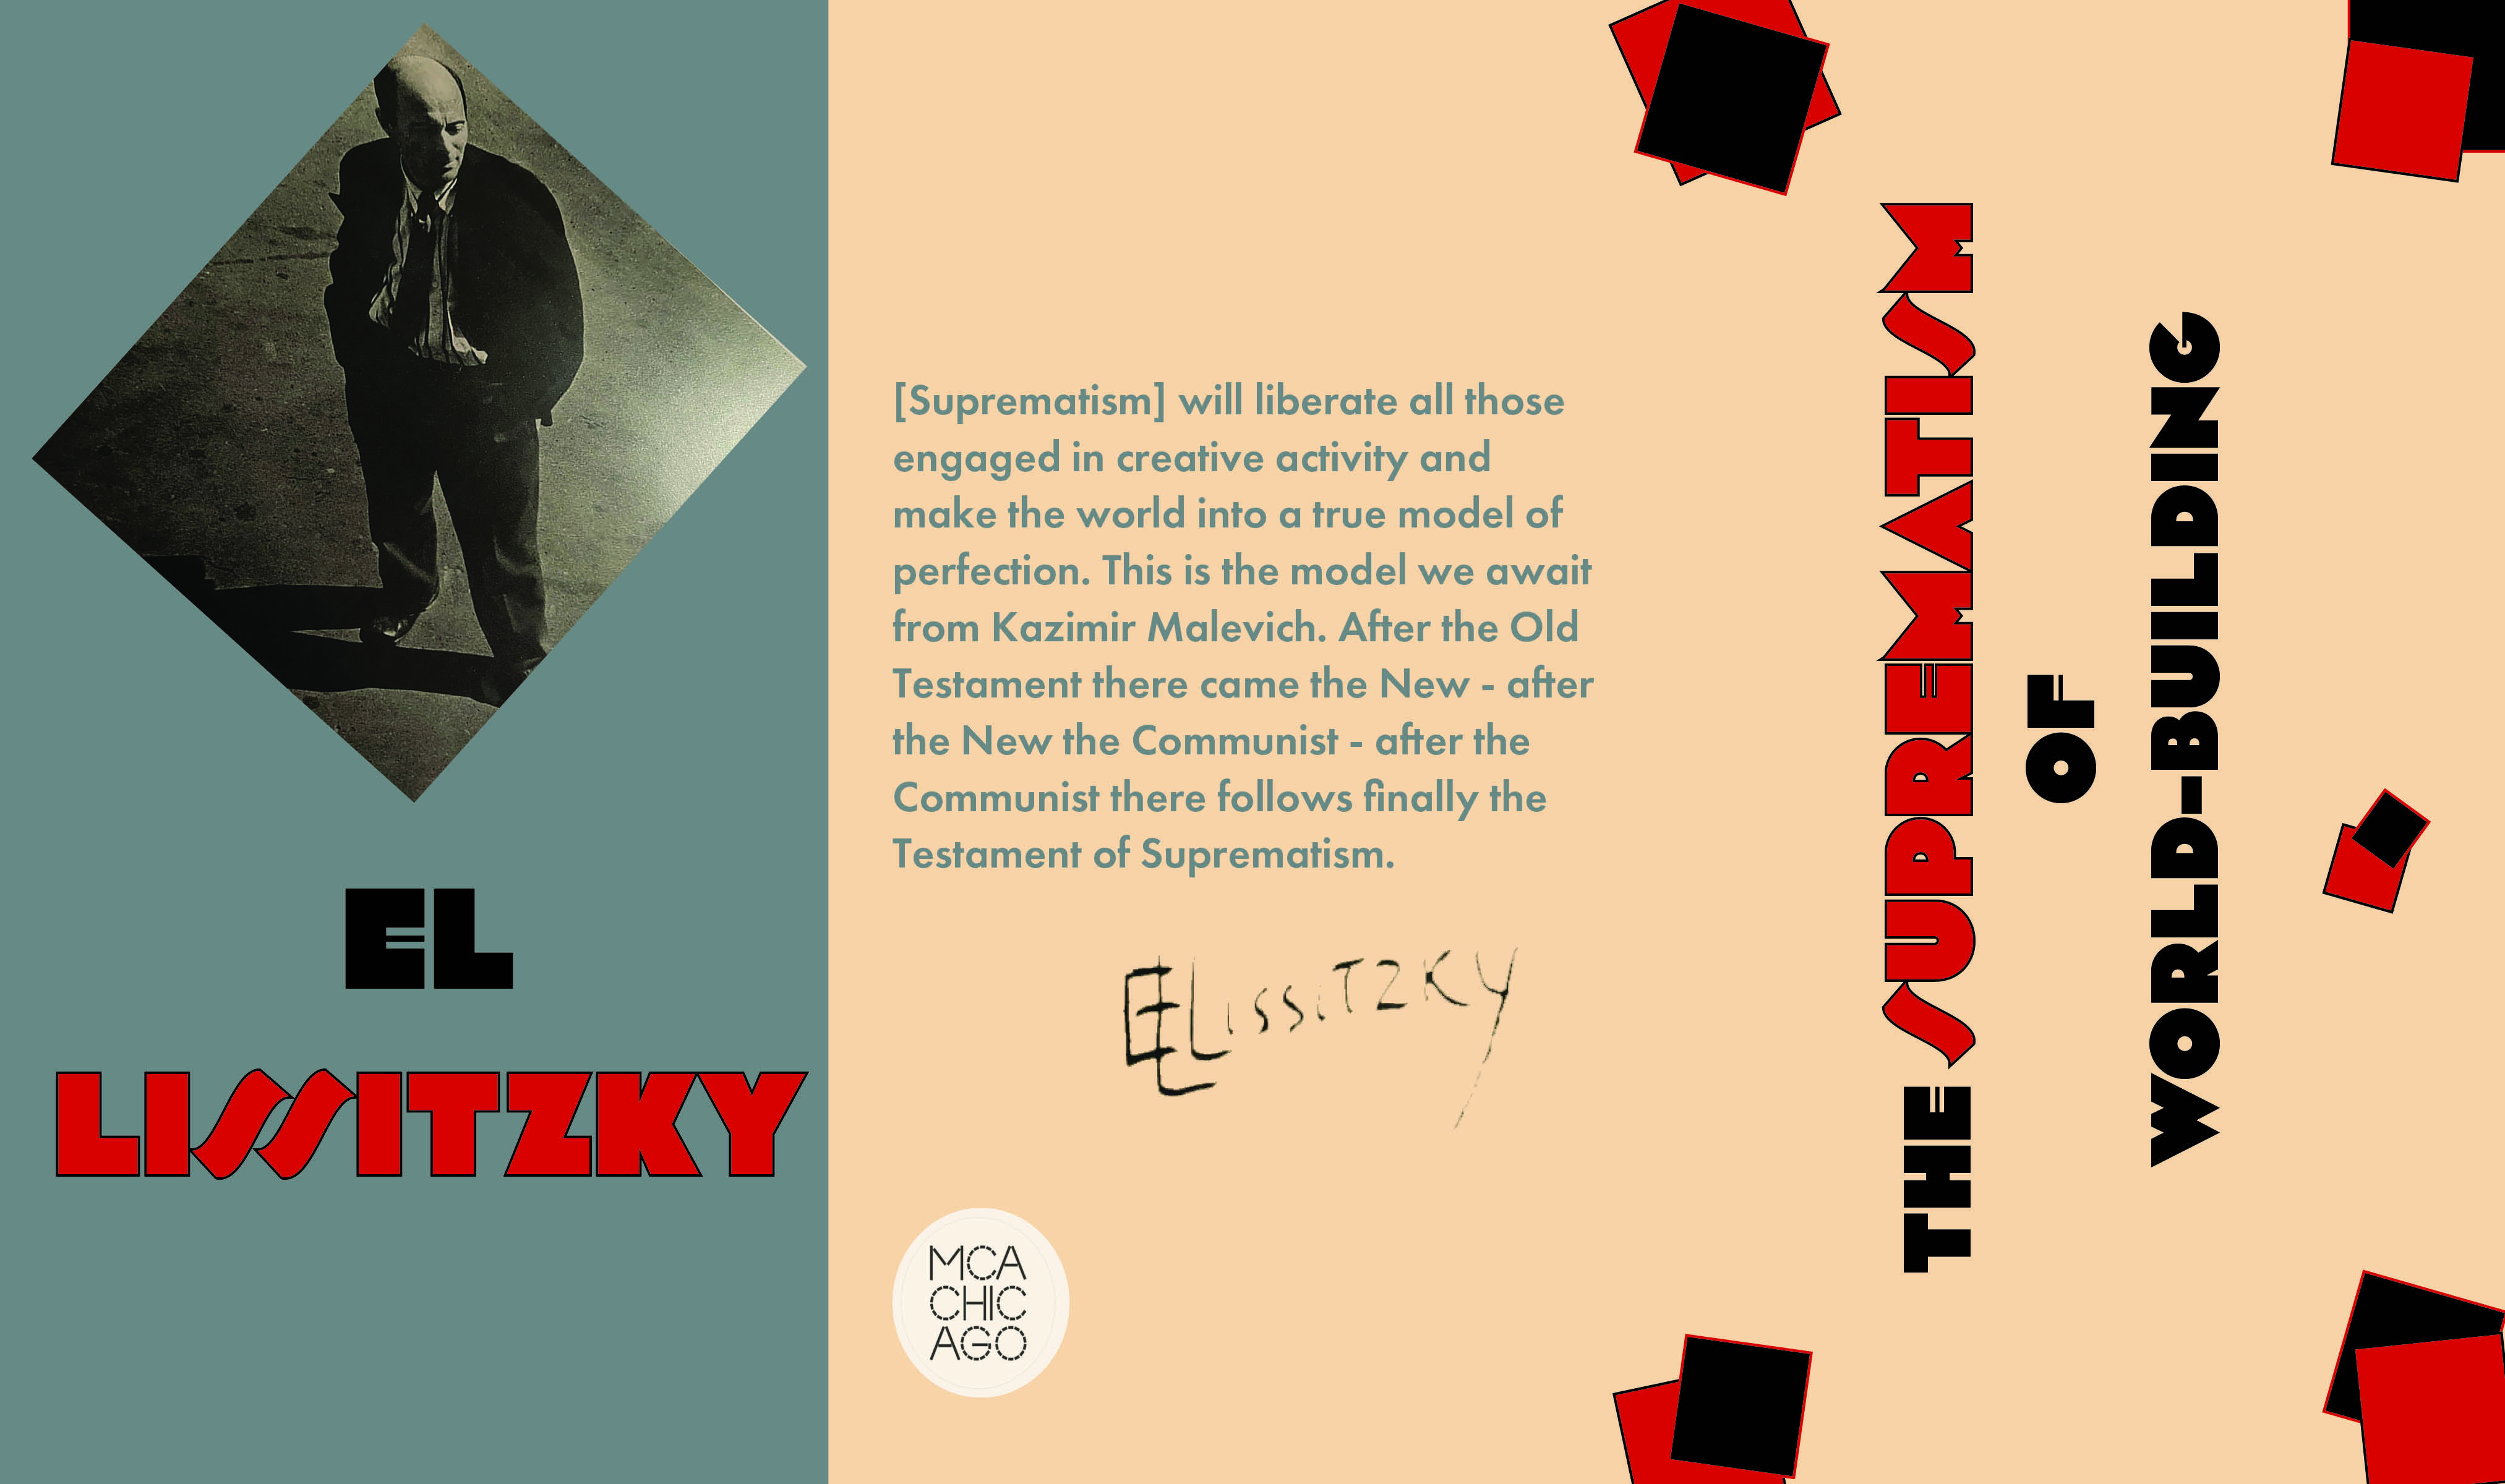 EL
LISSITZKY
[Suprematism] will liberate all those
engaged in creative activity and
make the world into a true model of
perfection. This is the model we await
from Kazimir Malevich. After the Old
Testament there came the New - after
the New the Communist - after the
Communist there follows finally the
Testament of Suprematism.
EL LissiTZKY
MCA
CHIC
AGO
THE SUPREMATISM
OF
WORLD-BUILDING